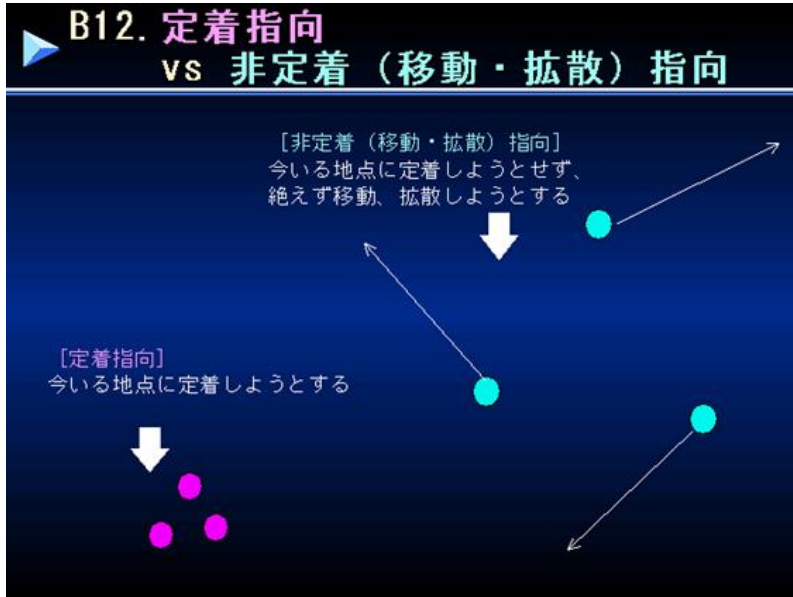 B12. 定着指向
vs 非定着（移動・拡散）指向
[非定着（移動・拡散）指向]
今いる地点に定着しようとせず、
絶えず移動、拡散しようとする
[定着指向]
今いる地点に定着しようとする